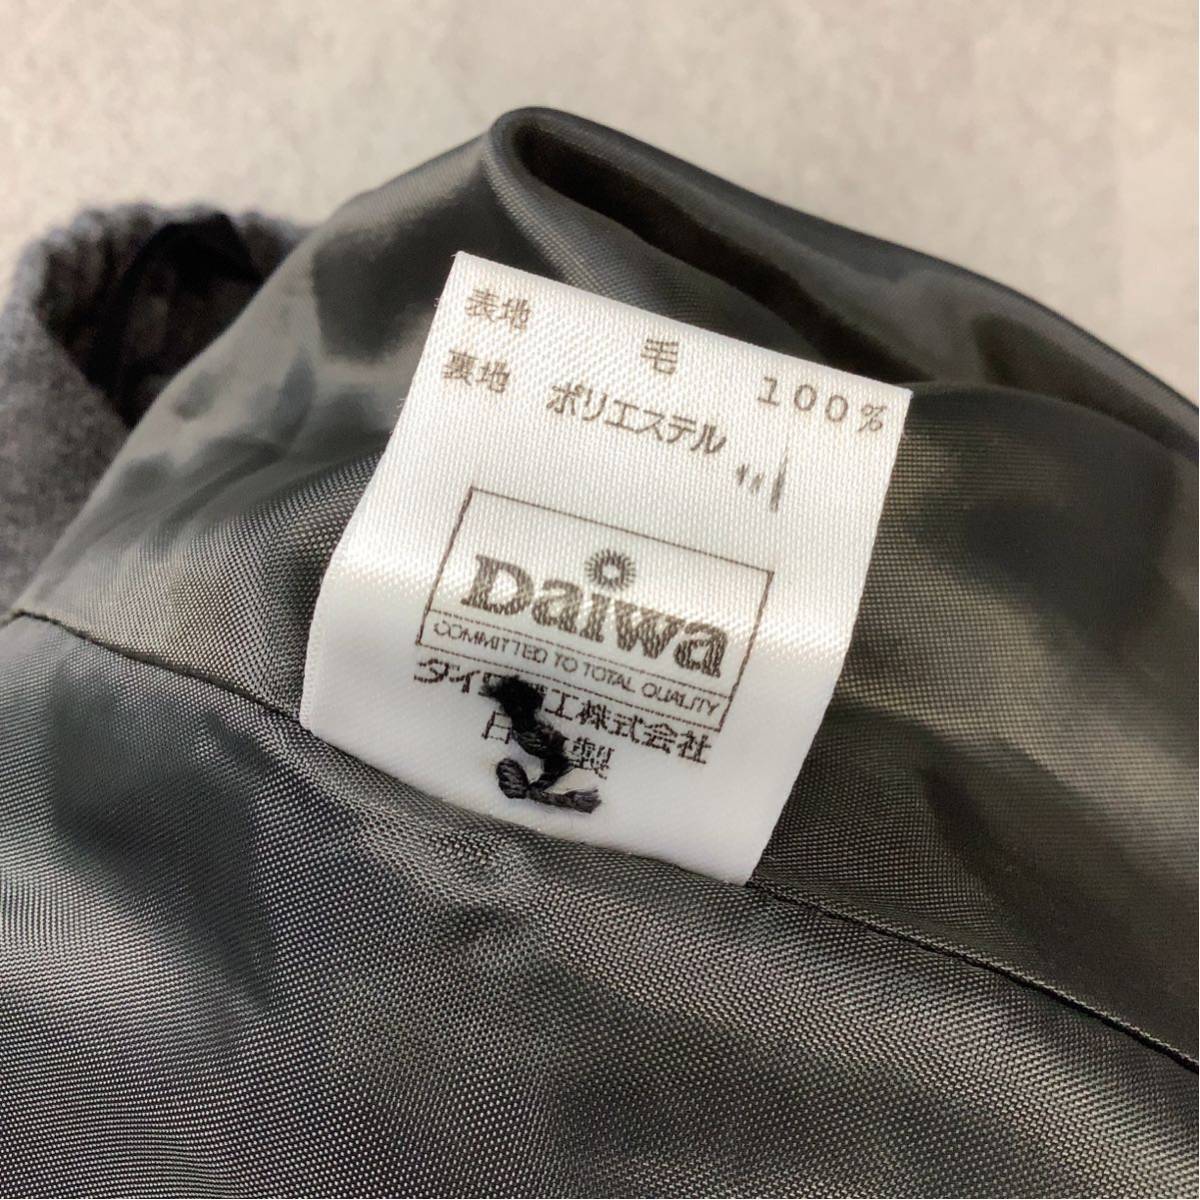 表地 毛 100%
裏地 ポリエステル 〃
Daiwa
COMMITTED TO TOTAL QUALITY
工株式会社
製